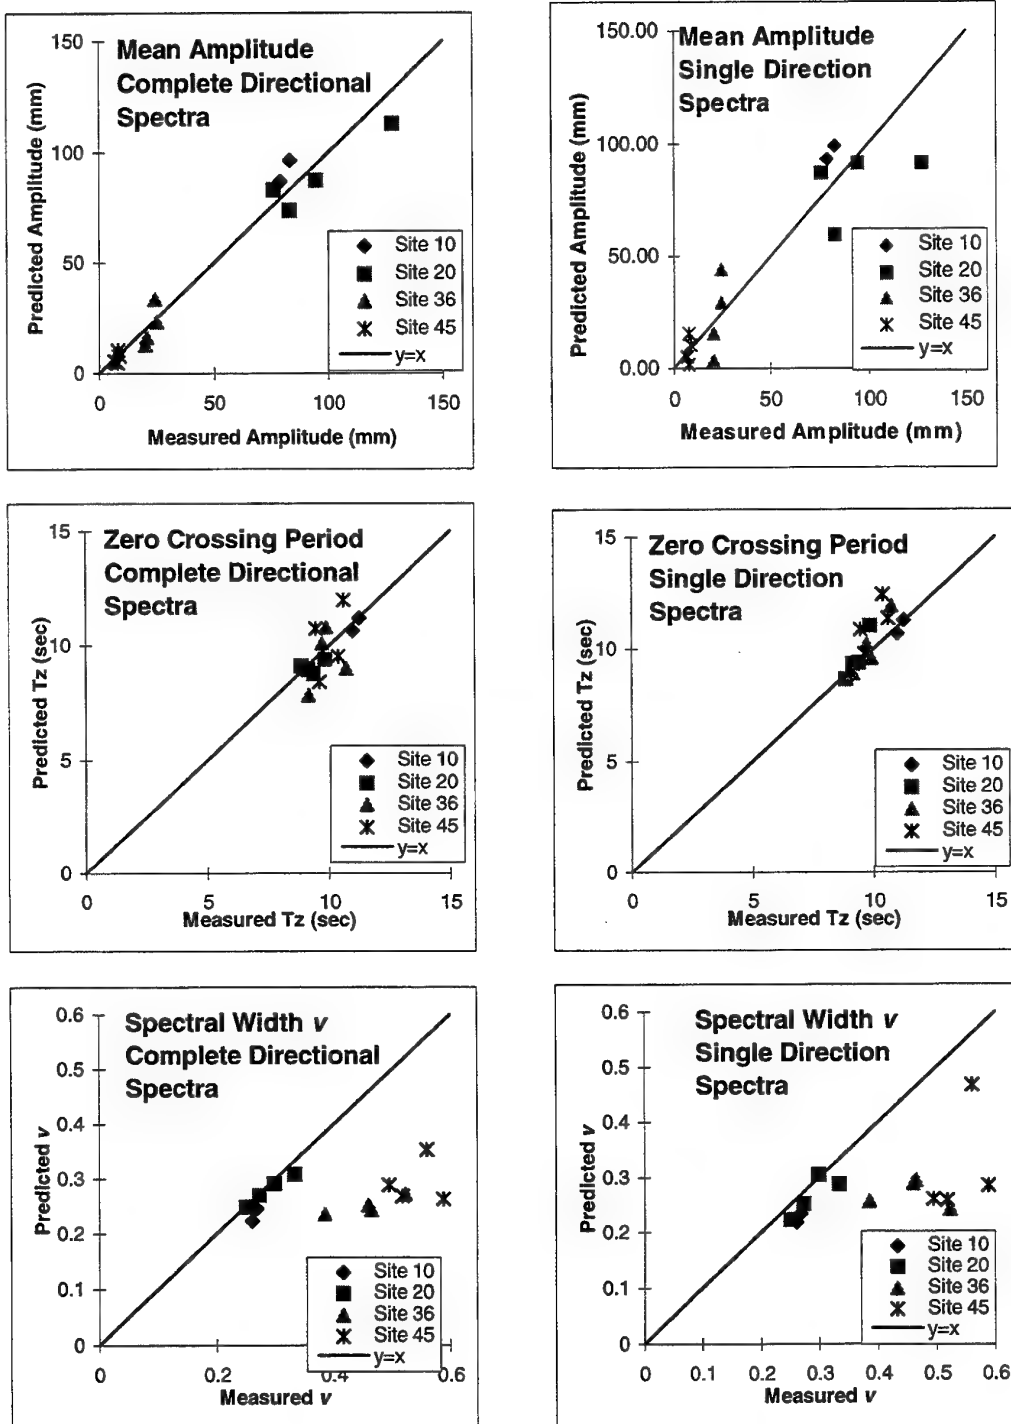 Mean Amplitude
Complete Directional
Spectra
150
100
50
0
Predicted Amplitude (mm)
Site 10
Site 20
Site 36
Site 45
y=x
0 50 100 150
Measured Amplitude (mm)
Mean Amplitude
Single Direction
Spectra
150.00
100.00
50.00
0.00
Predicted Amplitude (mm)
Site 10
Site 20
Site 36
Site 45
y=x
0 50 100 150
Measured Amplitude (mm)
Zero Crossing Period
Complete Directional
Spectra
15
10
5
0
Predicted Tz (sec)
Site 10
Site 20
Site 36
Site 45
y=x
0 5 10 15
Measured Tz (sec)
Zero Crossing Period
Single Direction
Spectra
15
10
5
0
Predicted Tz (sec)
Site 10
Site 20
Site 36
Site 45
y=x
0 5 10 15
Measured Tz (sec)
Spectral Width v
Complete Directional
Spectra
0.6
0.5
0.4
0.3
0.2
0.1
0
Predicted v
Site 10
Site 20
Site 36
Site 45
y=x
0 0.2 0.4 0.6
Measured v
Spectral Width v
Single Direction
Spectra
0.6
0.5
0.4
0.3
0.2
0.1
0
Predicted v
Site 10
Site 20
Site 36
Site 45
y=x
0 0.1 0.2 0.3 0.4 0.5 0.6
Measured v